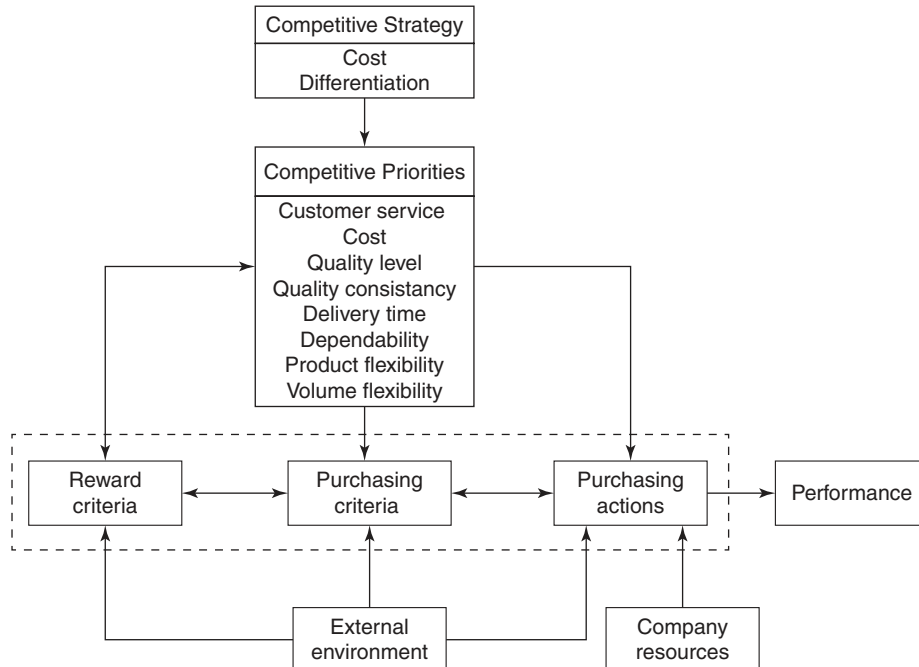 Competitive Strategy
Cost
Differentiation
Competitive Priorities
Customer service
Cost
Quality level
Quality consistancy
Delivery time
Dependability
Product flexibility
Volume flexibility
Reward
criteria
Purchasing
criteria
Purchasing
actions
Performance
External
environment
Company
resources